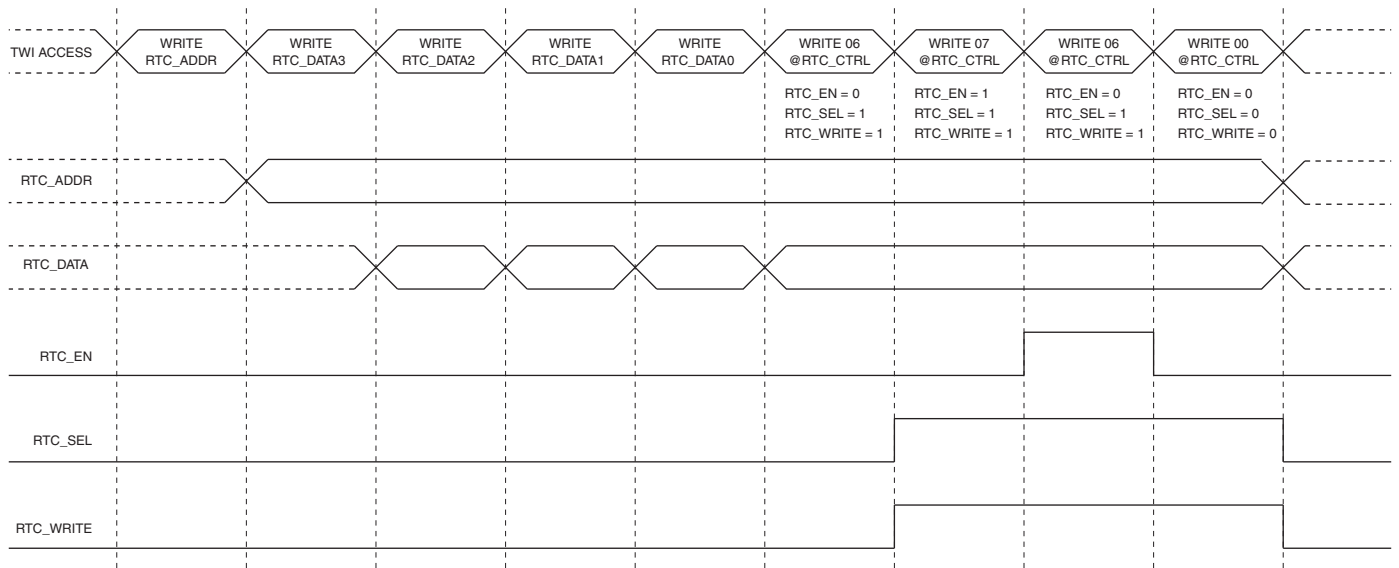 TWI ACCESS
WRITE
RTC_ADDR
WRITE
RTC_DATA3
WRITE
RTC_DATA2
WRITE
RTC_DATA1
WRITE
RTC_DATA0
WRITE 06
@RTC_CTRL
WRITE 07
@RTC_CTRL
WRITE 06
@RTC_CTRL
WRITE 00
@RTC_CTRL
RTC_EN = 0
RTC_SEL = 1
RTC_WRITE = 1
RTC_EN = 1
RTC_SEL = 1
RTC_WRITE = 1
RTC_EN = 0
RTC_SEL = 1
RTC_WRITE = 1
RTC_EN = 0
RTC_SEL = 0
RTC_WRITE = 0
RTC_ADDR
RTC_DATA
RTC_EN
RTC_SEL
RTC_WRITE